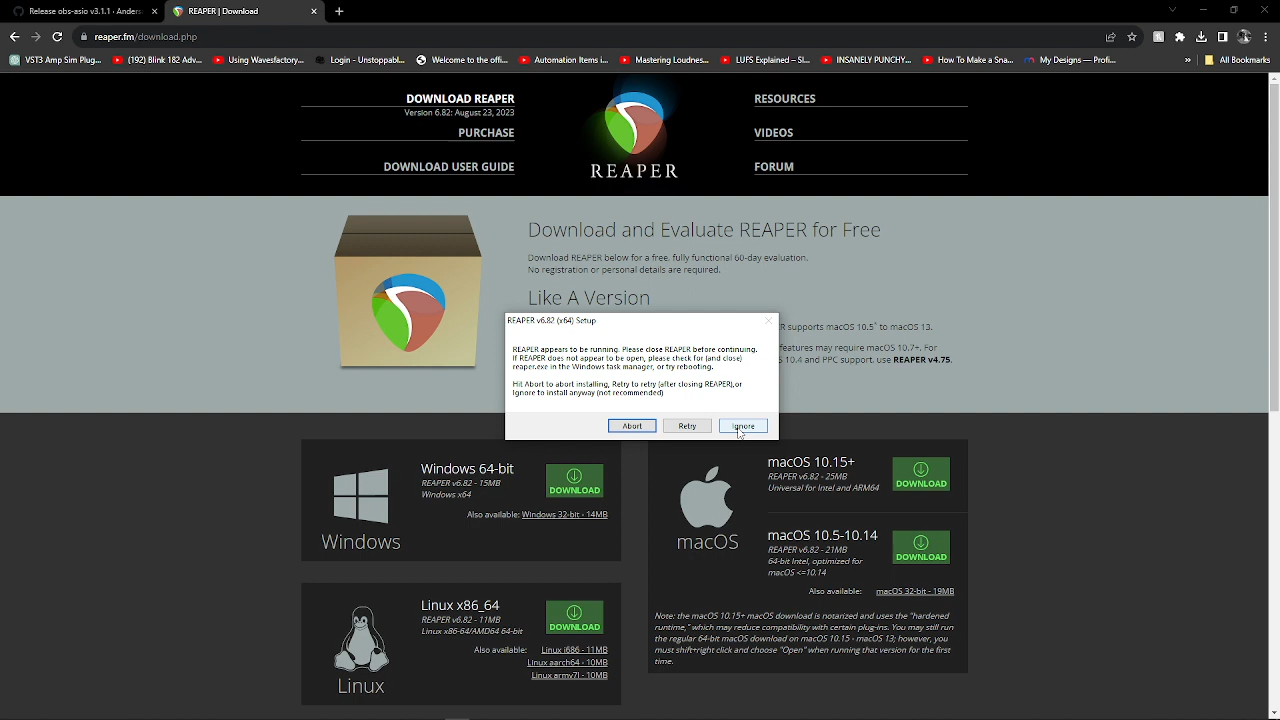 Release obs-asio v3.1.1 · Anders
REAPER | Download
reaper.fm/download.php
VST3 Amp Sim Plug...
(192) Blink 182 Adv...
Using Wavesfactory...
Login - Unstoppabl...
Welcome to the offi...
Automation Items i...
Mastering Loudnes...
LUFS Explained – Sl...
INSANELY PUNCHY...
How To Make a Sna...
My Designs — Profi...
»
All Bookmarks
DOWNLOAD REAPER
Version 6.82: August 23, 2023
PURCHASE
DOWNLOAD USER GUIDE
REAPER
RESOURCES
VIDEOS
FORUM
Download and Evaluate REAPER for Free
Download REAPER below for a free, fully functional 60-day evaluation.
No registration or personal details are required.
Like A Version
R supports macOS 10.5* to macOS 13.
features may require macOS 10.7+. For
S 10.4 and PPC support, use REAPER v4.75.
REAPER v6.82 (x64) Setup
REAPER appears to be running. Please close REAPER before continuing.
If REAPER does not appear to be open, please check for (and close)
reaper.exe in the Windows task manager, or try rebooting.
Hit Abort to abort installing, Retry to retry (after closing REAPER),or
Ignore to install anyway (not recommended)
Abort
Retry
Ignore
Windows
Windows 64-bit
REAPER v6.82 - 15MB
Windows x64
DOWNLOAD
Also available: Windows 32-bit - 14MB
Linux
Linux x86_64
REAPER v6.82 - 11MB
Linux x86-64/AMD64 64-bit
DOWNLOAD
Also available: Linux i686 - 11MB
Linux aarch64 - 10MB
Linux armv7l - 10MB
macOS
macOS 10.15+
REAPER v6.82 - 25MB
Universal for Intel and ARM64
DOWNLOAD
macOS 10.5-10.14
REAPER v6.82 - 21MB
64-bit Intel, optimized for
macOS <=10.14
DOWNLOAD
Also available: macOS 32-bit - 19MB
Note: the macOS 10.15+ macOS download is notarized and uses the "hardened
runtime," which may reduce compatibility with certain plug-ins. You may still run
the regular 64-bit macOS download on macOS 10.15 - macOS 13; however, you
must shift+right click and choose "Open" when running that version for the first
time.